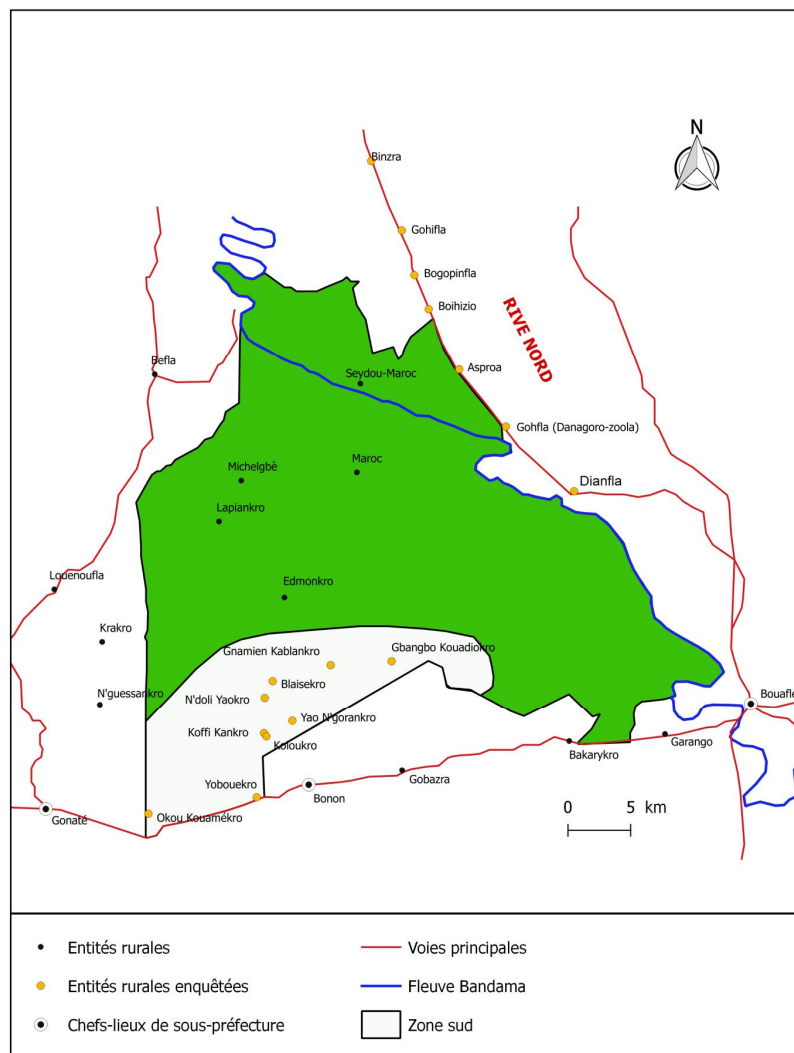 N
Binzra
Gohifla
Bogopinfla
Boihizio
RIVE NORD
Befla
Asproa
Seydou-Maroc
Gohfla (Danagoro-zoola)
Maroc
Michelgbè
Dianfla
Lapiankro
Louenoufla
Edmonkro
Krakro
Gnamien Kablankro
Gbangbo Kouadiokro
Blaisekro
N'guessankro
N'doli Yaokro
Bouafle
Yao N'gorankro
Koffi Kankro
Koloukro
Garango
Bakarykro
Gobazra
Yobouekro
Bonon
Okou Kouamékro
Gonaté
0 5 km
Entités rurales
Voies principales
Entités rurales enquêtées
Fleuve Bandama
Chefs-lieux de sous-préfecture
Zone sud